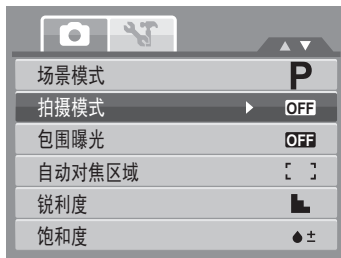 场景模式 P
拍摄模式 OFF
包围曝光 OFF
自动对焦区域
锐利度
饱和度